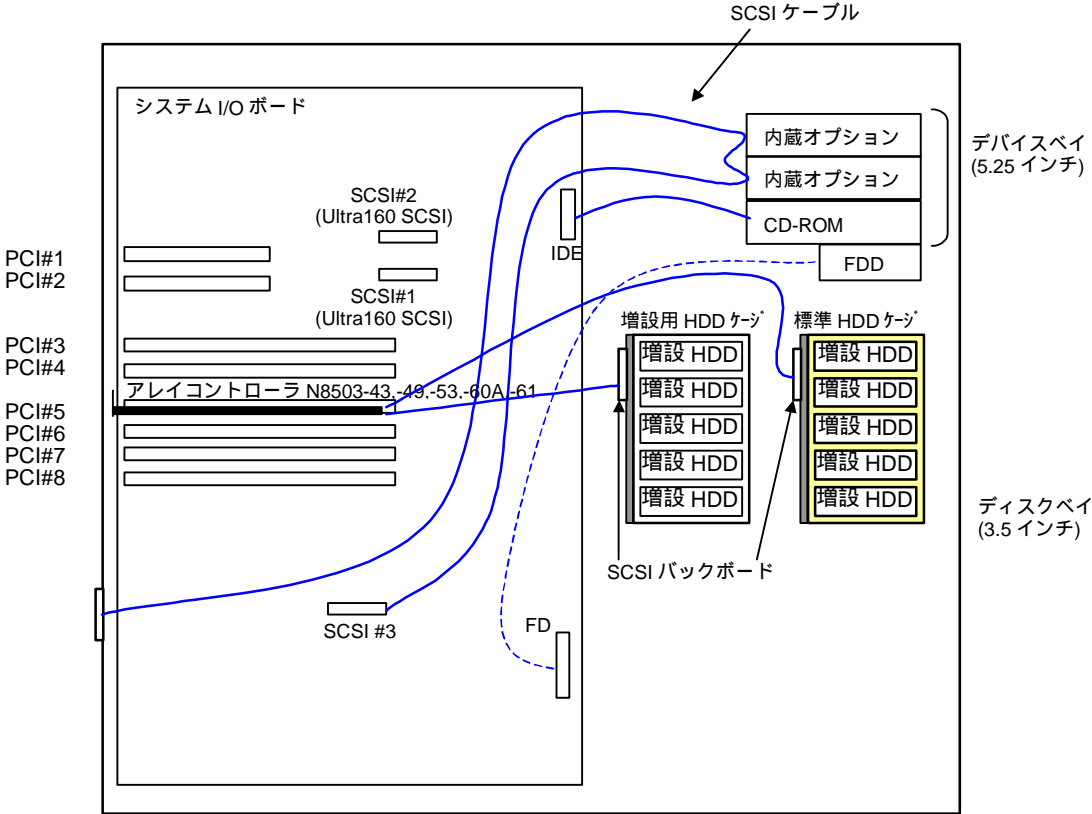 SCSI ケーブル
システム I/O ボード
内蔵オプション
内蔵オプション
CD-ROM
FDD
デバイスベイ
(5.25 インチ)
SCSI#2
(Ultra160 SCSI)
IDE
SCSI#1
(Ultra160 SCSI)
PCI#1
PCI#2
PCI#3
PCI#4
PCI#5
PCI#6
PCI#7
PCI#8
アレイコントローラ N8503-43,-49,-53,-60A,-61
増設用 HDD ｹｰｼﾞ
増設 HDD
増設 HDD
増設 HDD
増設 HDD
増設 HDD
標準 HDD ｹｰｼﾞ
増設 HDD
増設 HDD
増設 HDD
増設 HDD
増設 HDD
ディスクベイ
(3.5 インチ)
SCSI バックボード
SCSI #3
FD